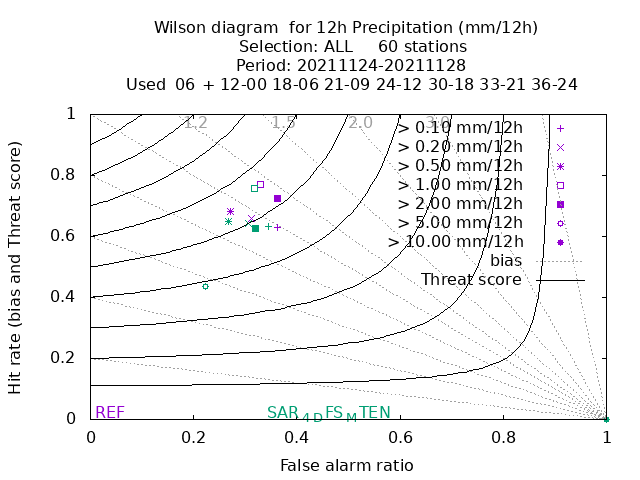 Wilson diagram  for 12h Precipitation (mm/12h)
Selection: ALL     60 stations
Period: 20211124-20211128
Used  06 + 12-00 18-06 21-09 24-12 30-18 33-21 36-24
1.2 1.5 2.0 3.0
> 0.10 mm/12h
> 0.20 mm/12h
> 0.50 mm/12h
> 1.00 mm/12h
> 2.00 mm/12h
> 5.00 mm/12h
> 10.00 mm/12h
bias
Threat score
Hit rate (bias and Threat score)
1
0.8
0.6
0.4
0.2
0
REF SAR4DFSMTEN
0 0.2 0.4 0.6 0.8 1
False alarm ratio